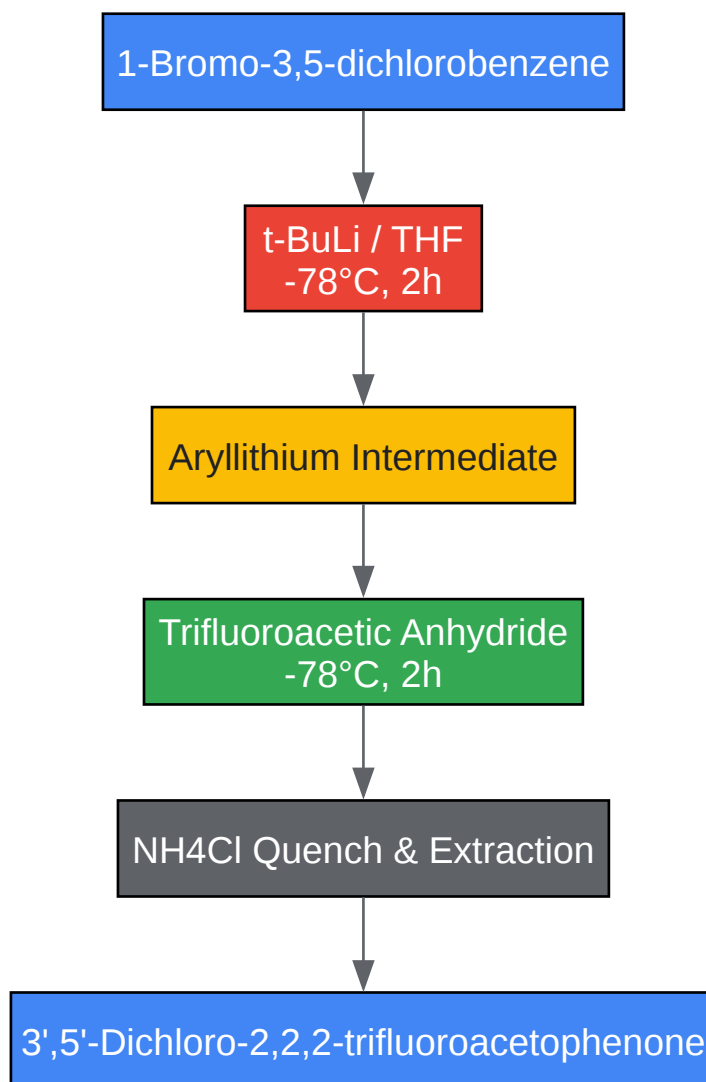 1-Bromo-3,5-dichlorobenzene
t-BuLi / THF
-78°C, 2h
Aryllithium Intermediate
Trifluoroacetic Anhydride
-78°C, 2h
NH4Cl Quench & Extraction
3',5'-Dichloro-2,2,2-trifluoroacetophenone